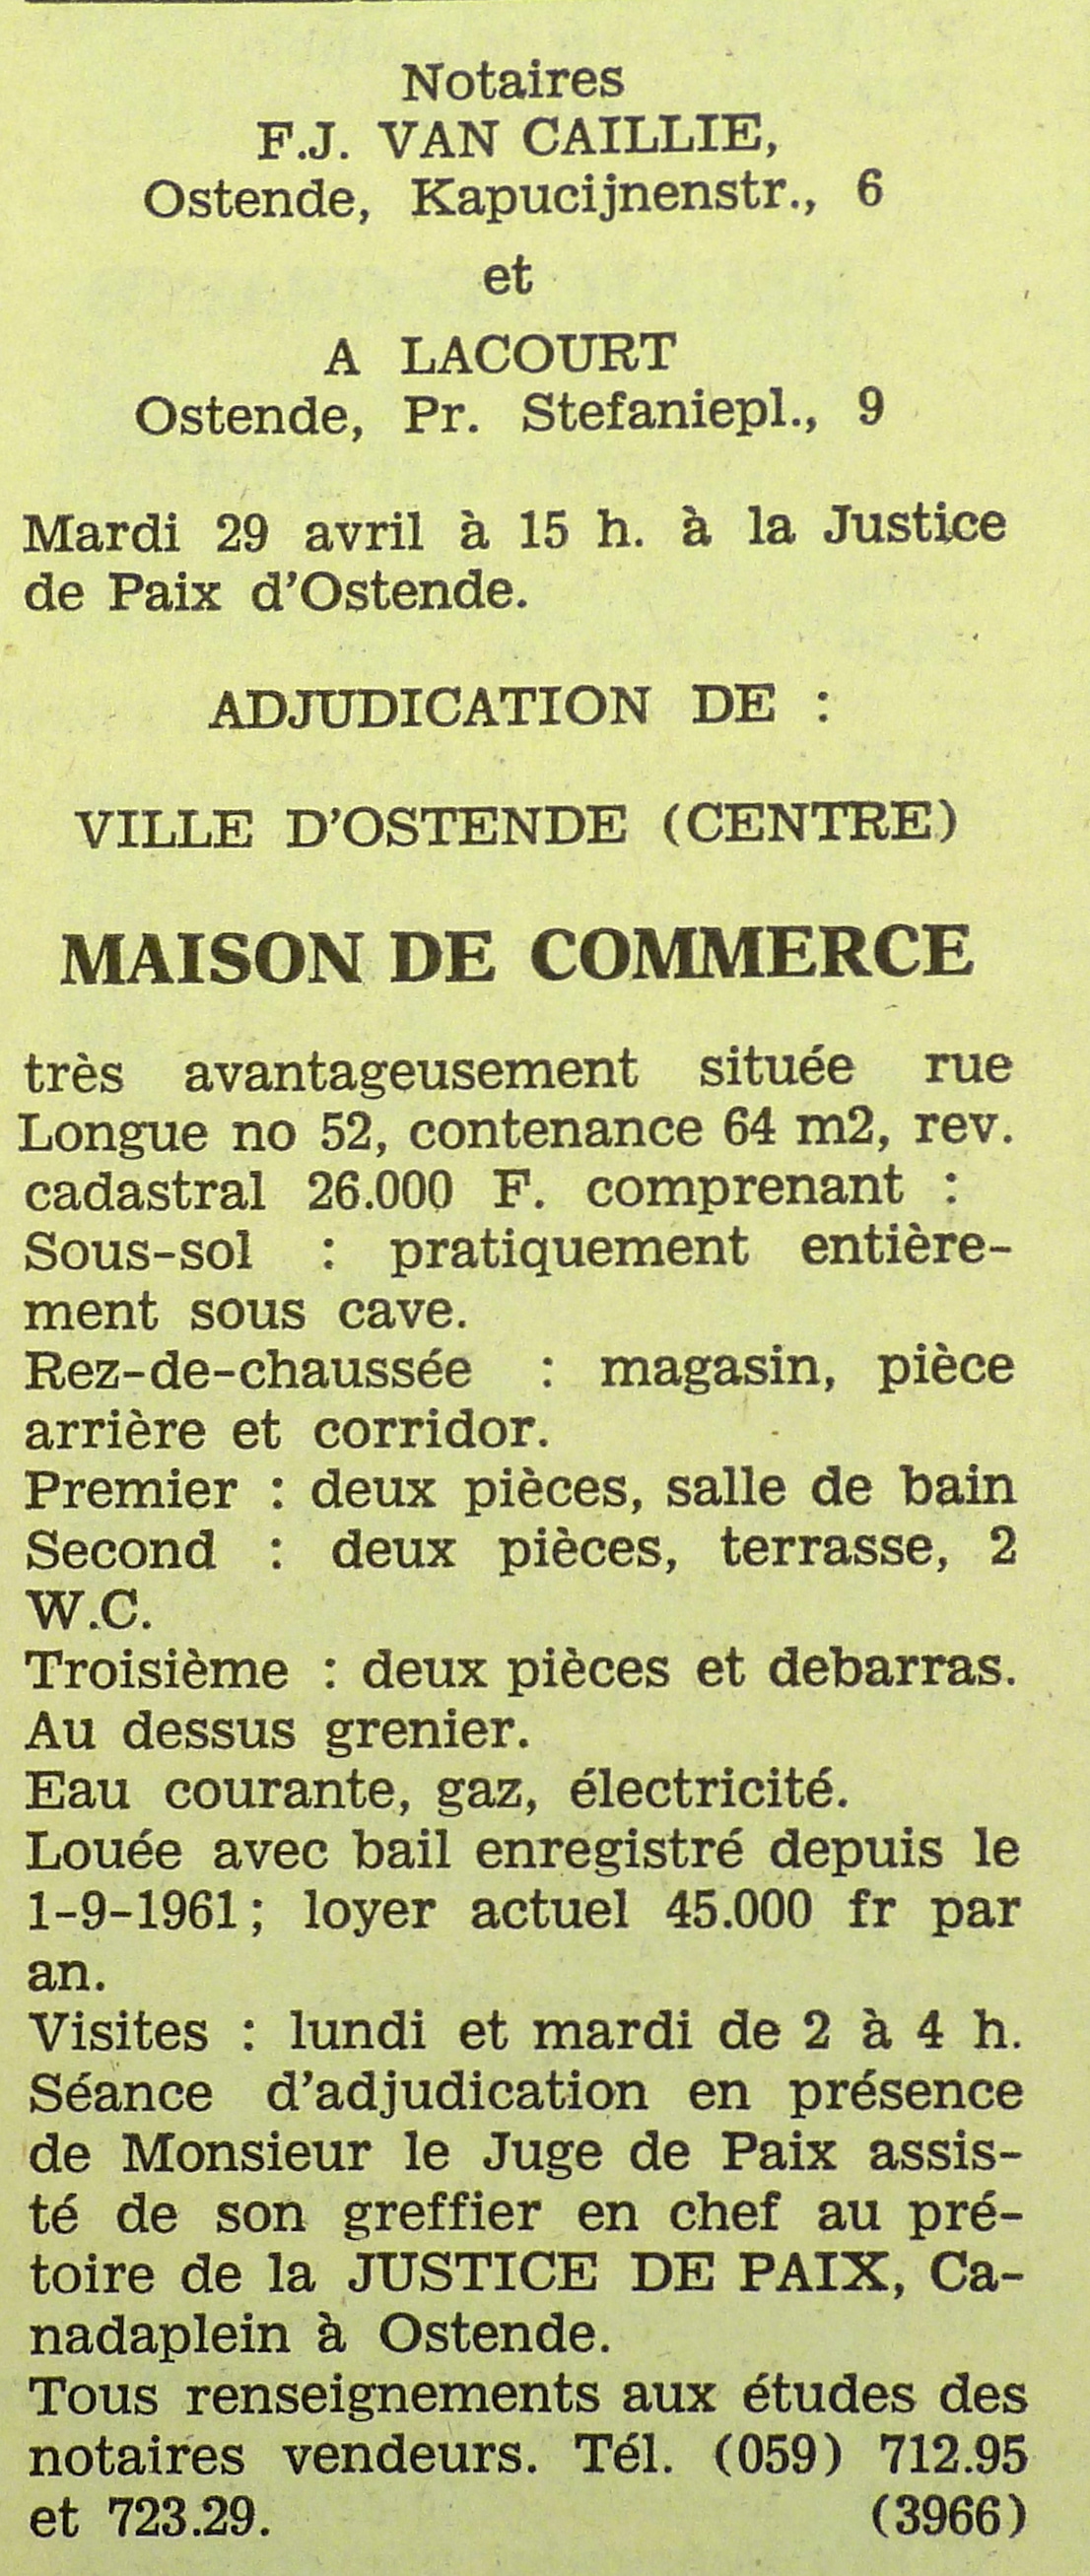 Notaires
F.J. VAN CAILLIE,
Ostende, Kapucijnenstr., 6
et
A LACOURT
Ostende, Pr. Stefaniepl., 9
Mardi 29 avril à 15 h. à la Justice
de Paix d'Ostende.
ADJUDICATION DE :
VILLE D'OSTENDE (CENTRE)
MAISON DE COMMERCE
très avantageusement située rue
Longue no 52, contenance 64 m2, rev.
cadastral 26.000 F. comprenant :
Sous-sol : pratiquement entière-
ment sous cave.
Rez-de-chaussée : magasin, pièce
arrière et corridor.
Premier : deux pièces, salle de bain
Second : deux pièces, terrasse, 2
W.C.
Troisième : deux pièces et debarras.
Au dessus grenier.
Eau courante, gaz, électricité.
Louée avec bail enregistré depuis le
1-9-1961; loyer actuel 45.000 fr par
an.
Visites : lundi et mardi de 2 à 4 h.
Séance d'adjudication en présence
de Monsieur le Juge de Paix assis-
té de son greffier en chef au pré-
toire de la JUSTICE DE PAIX, Ca-
nadaplein à Ostende.
Tous renseignements aux études des
notaires vendeurs. Tél. (059) 712.95
et 723.29. (3966)